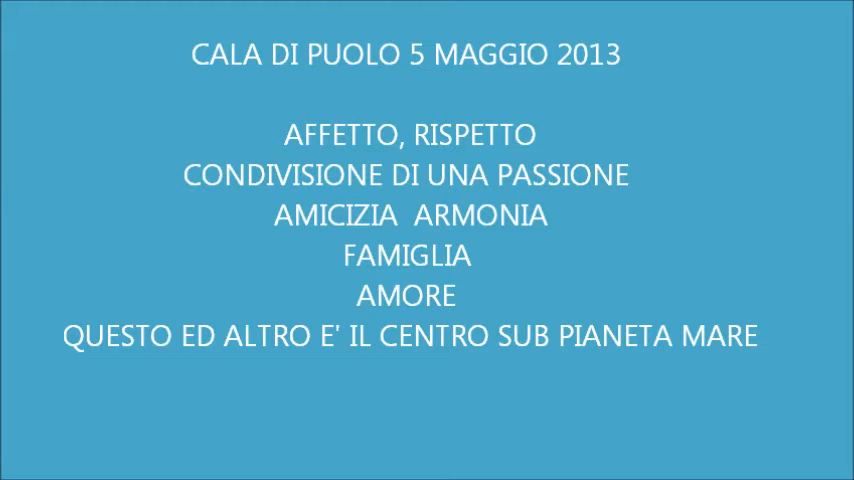 CALA DI PUOLO 5 MAGGIO 2013
AFFETTO, RISPETTO
CONDIVISIONE DI UNA PASSIONE
AMICIZIA  ARMONIA
FAMIGLIA
AMORE
QUESTO ED ALTRO E' IL CENTRO SUB PIANETA MARE